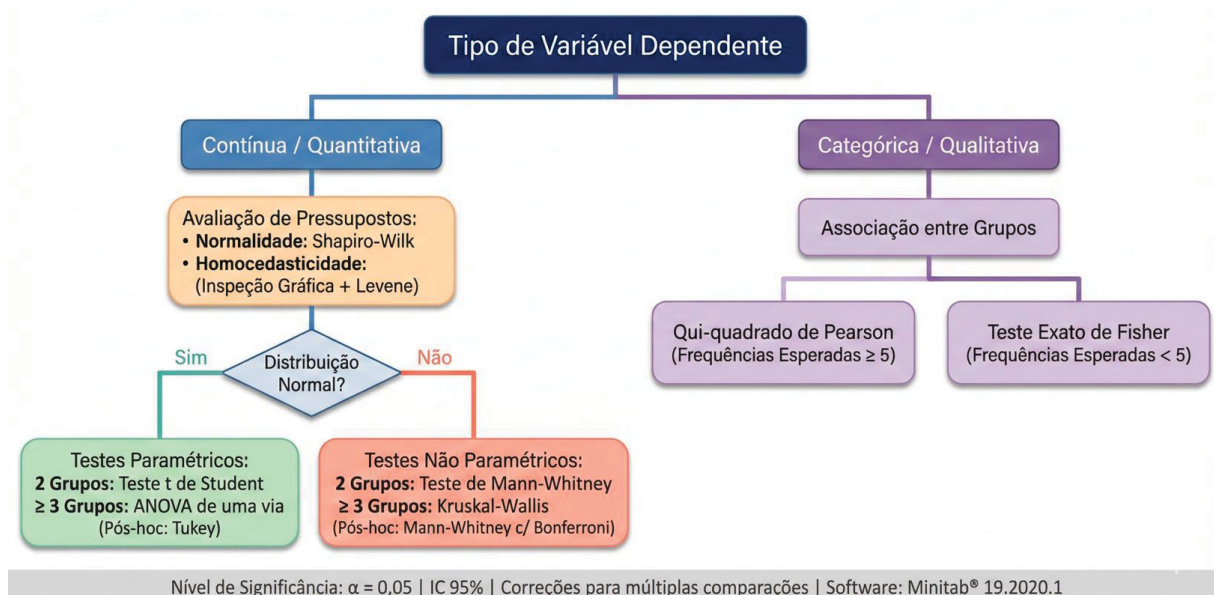 Tipo de Variável Dependente
Contínua / Quantitativa
Categórica / Qualitativa
Avaliação de Pressupostos:
• Normalidade: Shapiro-Wilk
• Homocedasticidade:
(Inspeção Gráfica + Levene)
Associação entre Grupos
Qui-quadrado de Pearson
(Frequências Esperadas ≥ 5)
Teste Exato de Fisher
(Frequências Esperadas < 5)
Sim
Distribuição
Normal?
Não
Testes Paramétricos:
2 Grupos: Teste t de Student
≥ 3 Grupos: ANOVA de uma via
(Pós-hoc: Tukey)
Testes Não Paramétricos:
2 Grupos: Teste de Mann-Whitney
≥ 3 Grupos: Kruskal-Wallis
(Pós-hoc: Mann-Whitney c/ Bonferroni)
Nível de Significância: α = 0,05 | IC 95% | Correções para múltiplas comparações | Software: Minitab® 19.2020.1